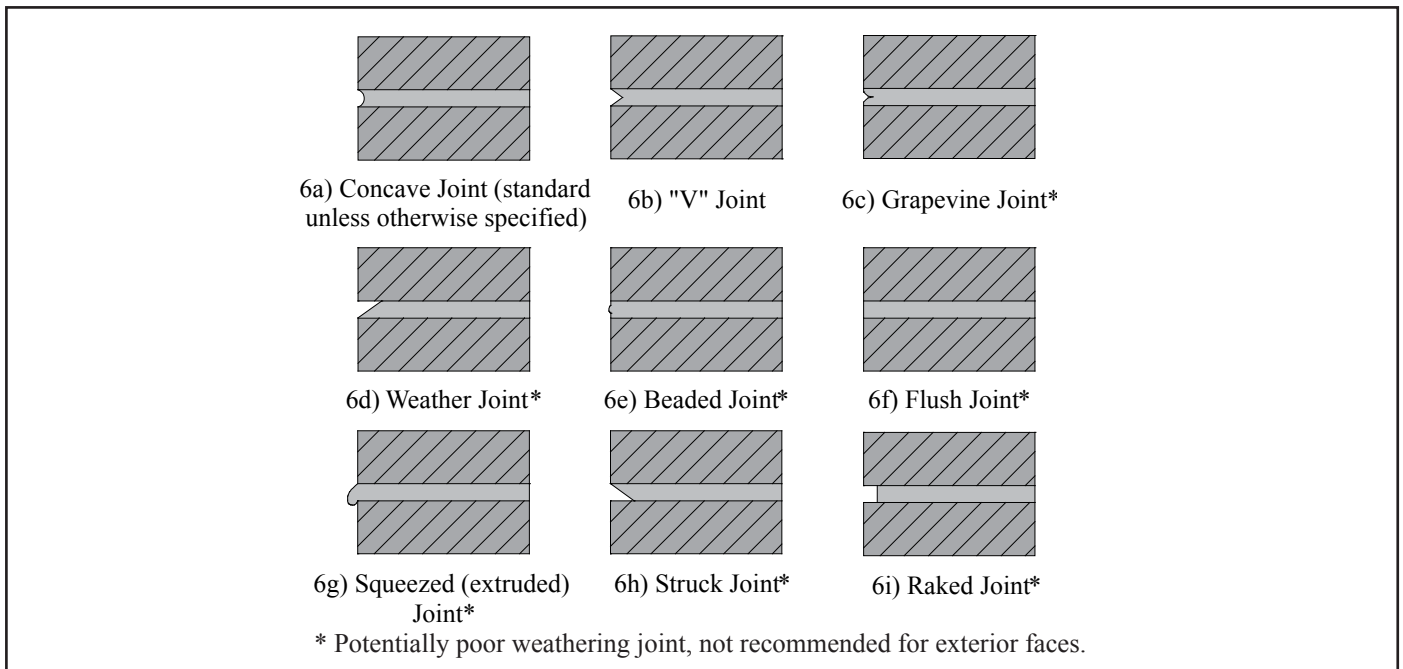 6a) Concave Joint (standard
unless otherwise specified)
6b) "V" Joint
6c) Grapevine Joint*
6d) Weather Joint*
6e) Beaded Joint*
6f) Flush Joint*
6g) Squeezed (extruded)
Joint*
6h) Struck Joint*
6i) Raked Joint*
* Potentially poor weathering joint, not recommended for exterior faces.